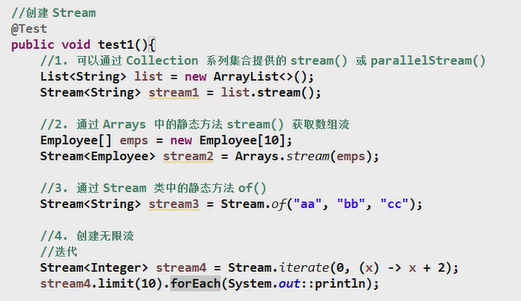 //创建 Stream
@Test
public void test1(){
//1. 可以通过 Collection 系列集合提供的 stream() 或 parallelStream()
List<String> list = new ArrayList<>();
Stream<String> stream1 = list.stream();
//2. 通过 Arrays 中的静态方法 stream() 获取数组流
Employee[] emps = new Employee[10];
Stream<Employee> stream2 = Arrays.stream(emps);
//3. 通过 Stream 类中的静态方法 of()
Stream<String> stream3 = Stream.of("aa", "bb", "cc");
//4. 创建无限流
//迭代
Stream<Integer> stream4 = Stream.iterate(0, (x) -> x + 2);
stream4.limit(10).forEach(System.out::println);